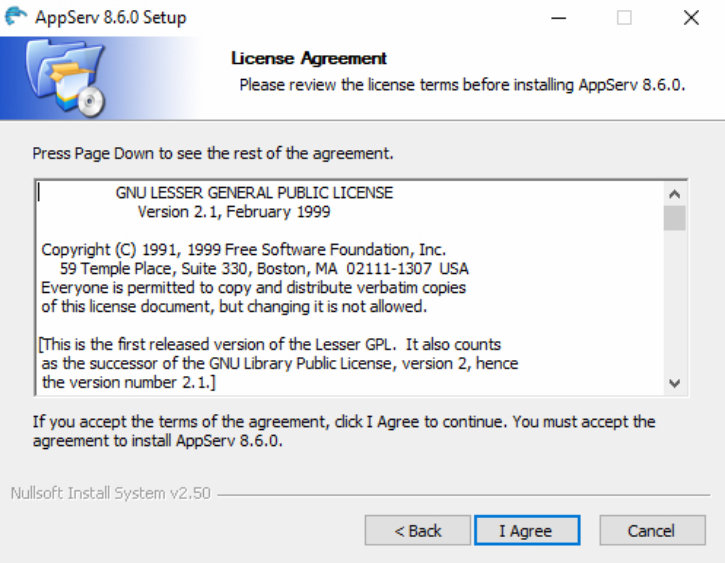 AppServ 8.6.0 Setup
License Agreement
Please review the license terms before installing AppServ 8.6.0.
Press Page Down to see the rest of the agreement.
GNU LESSER GENERAL PUBLIC LICENSE
Version 2.1, February 1999
Copyright (C) 1991, 1999 Free Software Foundation, Inc.
59 Temple Place, Suite 330, Boston, MA  02111-1307  USA
Everyone is permitted to copy and distribute verbatim copies
of this license document, but changing it is not allowed.
[This is the first released version of the Lesser GPL.  It also counts
as the successor of the GNU Library Public License, version 2, hence
the version number 2.1.]
If you accept the terms of the agreement, click I Agree to continue. You must accept the
agreement to install AppServ 8.6.0.
Nullsoft Install System v2.50
< Back
I Agree
Cancel